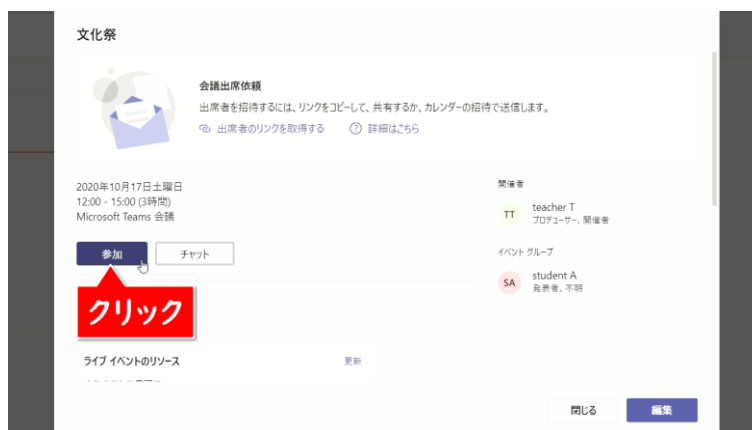 文化祭
会議出席依頼
出席者を招待するには、リンクをコピーして、共有するか、カレンダーの招待で送信します。
出席者のリンクを取得する
詳細はこちら
2020年10月17日土曜日
12:00 - 15:00 (3時間)
Microsoft Teams 会議
参加
チャット
クリック
開催者
TT
teacher T
プロデューサー、開催者
イベント グループ
SA
student A
発表者、不明
ライブ イベントのリソース
更新
閉じる
編集